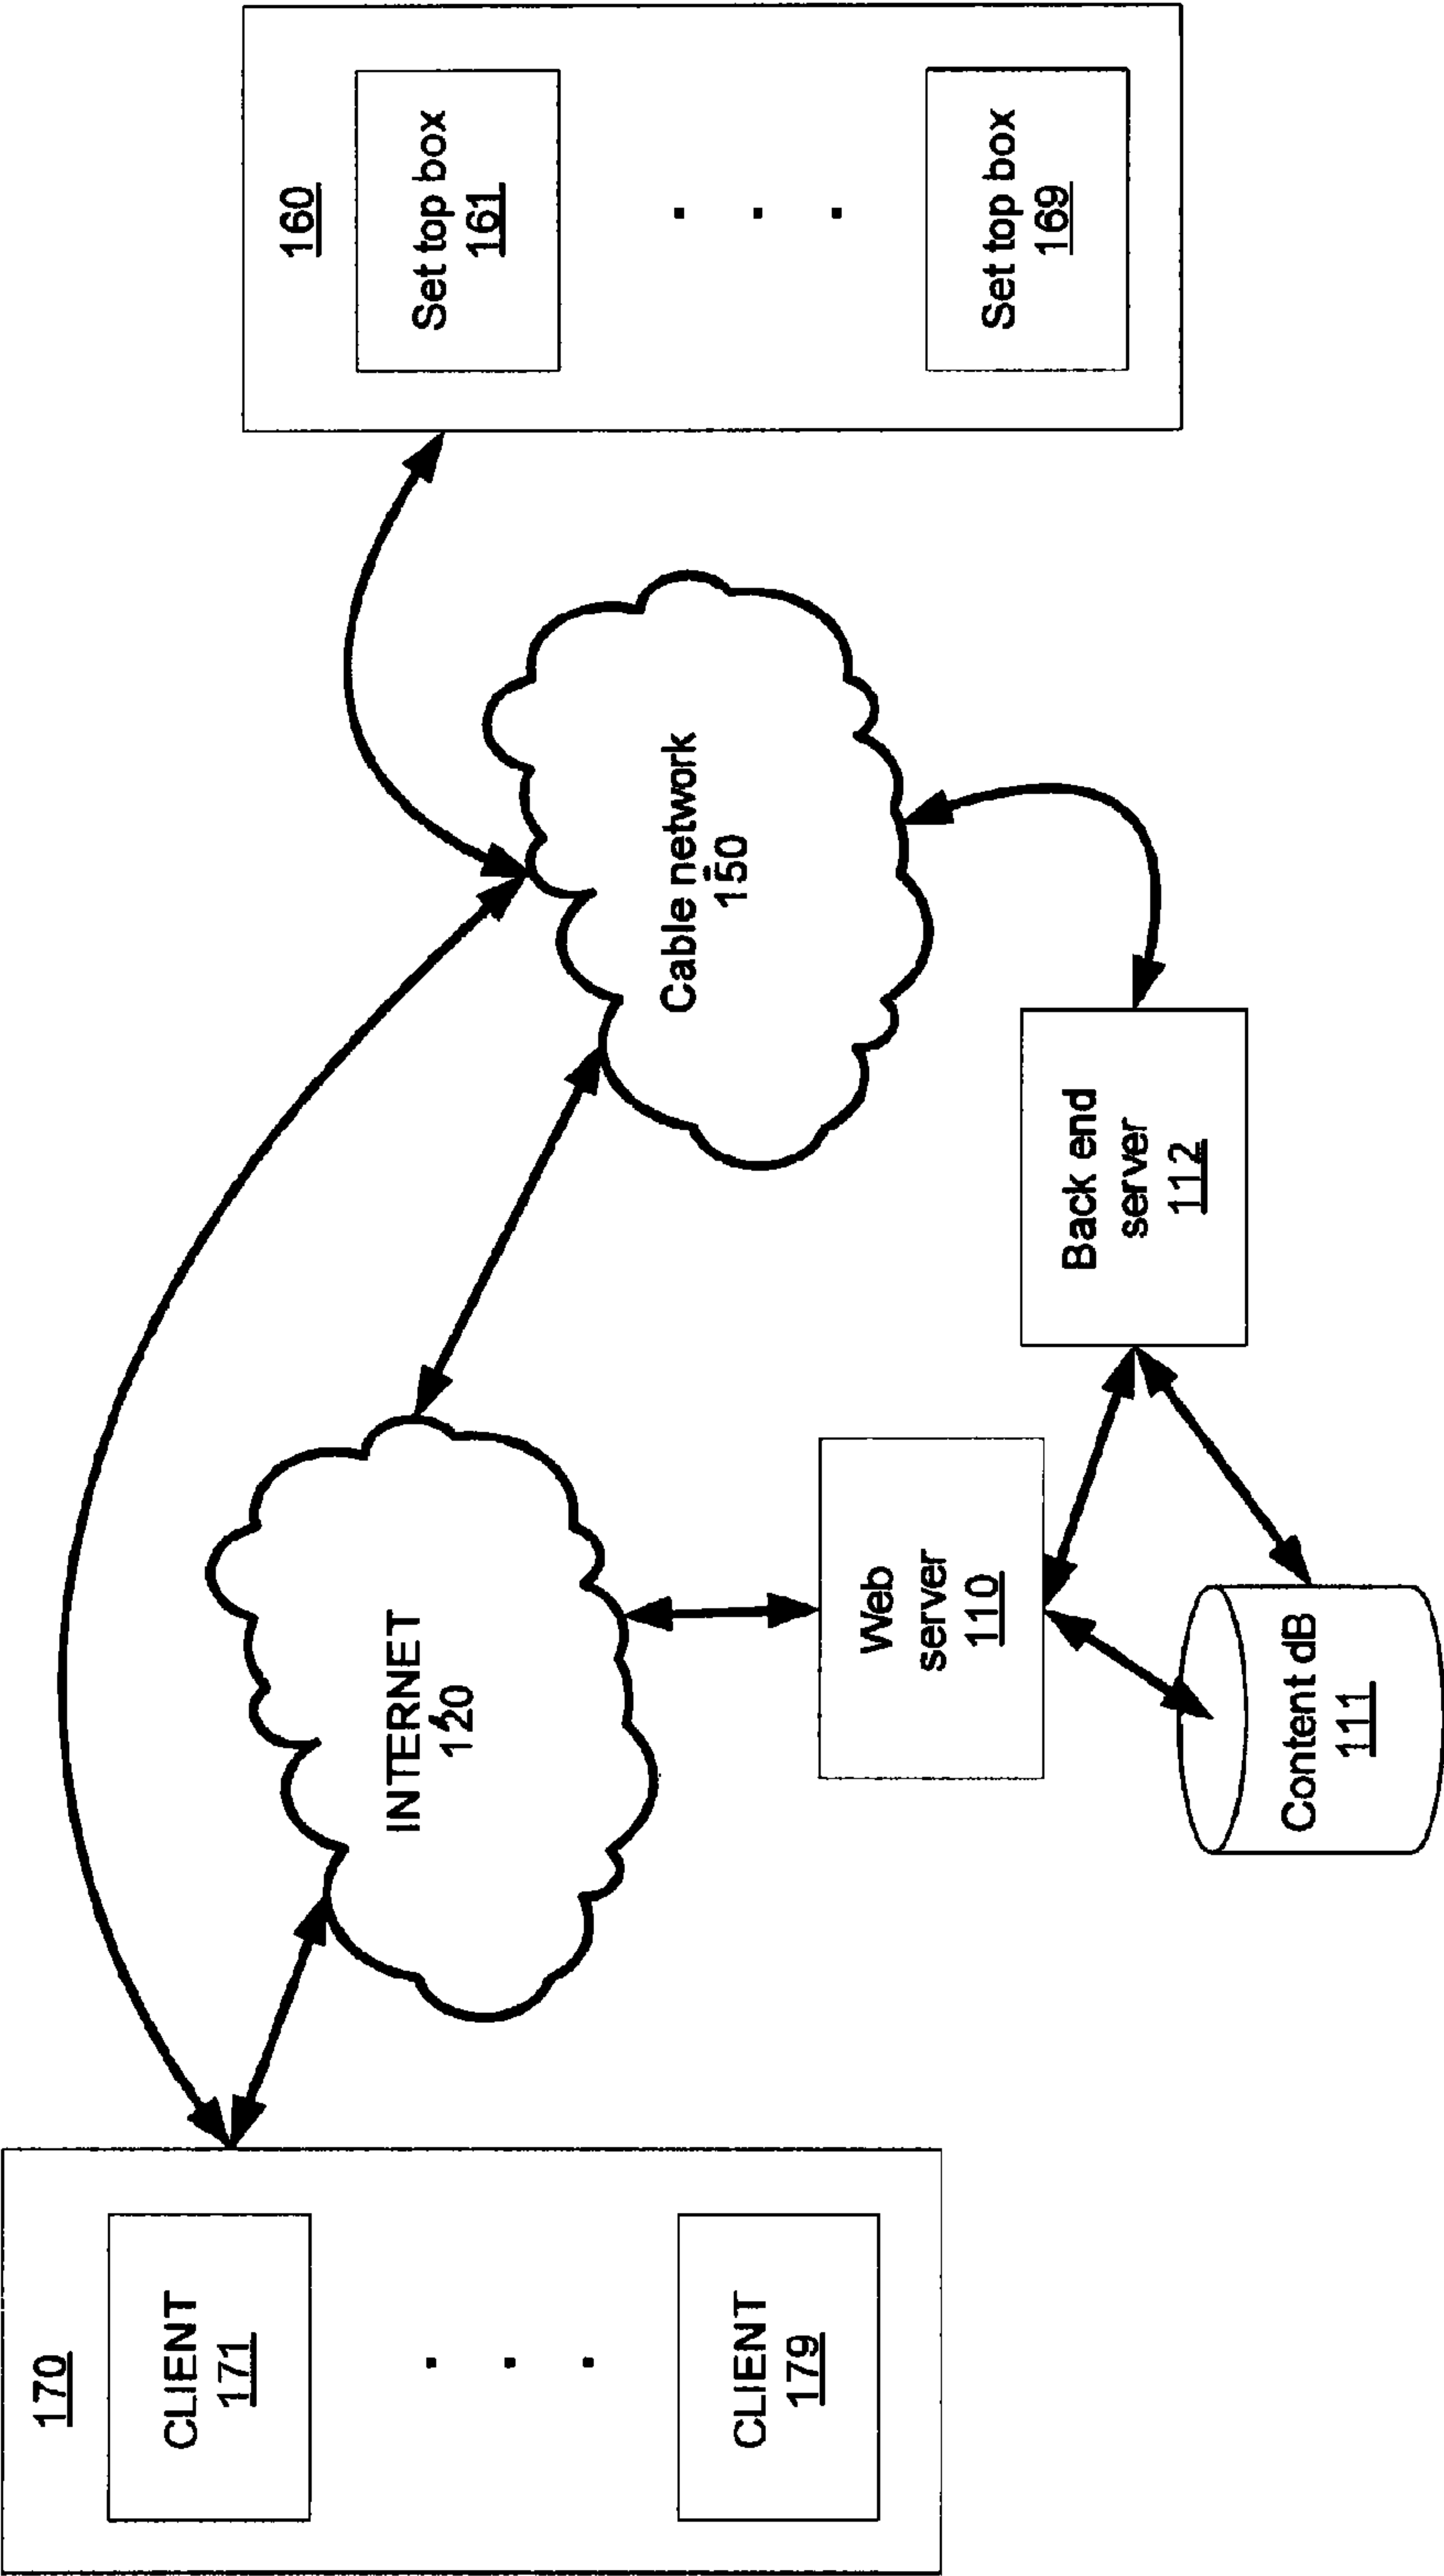 170
CLIENT
171
CLIENT
179
INTERNET
120
Web
server
110
Content dB
111
Back end
server
112
Cable network
150
160
Set top box
161
Set top box
169